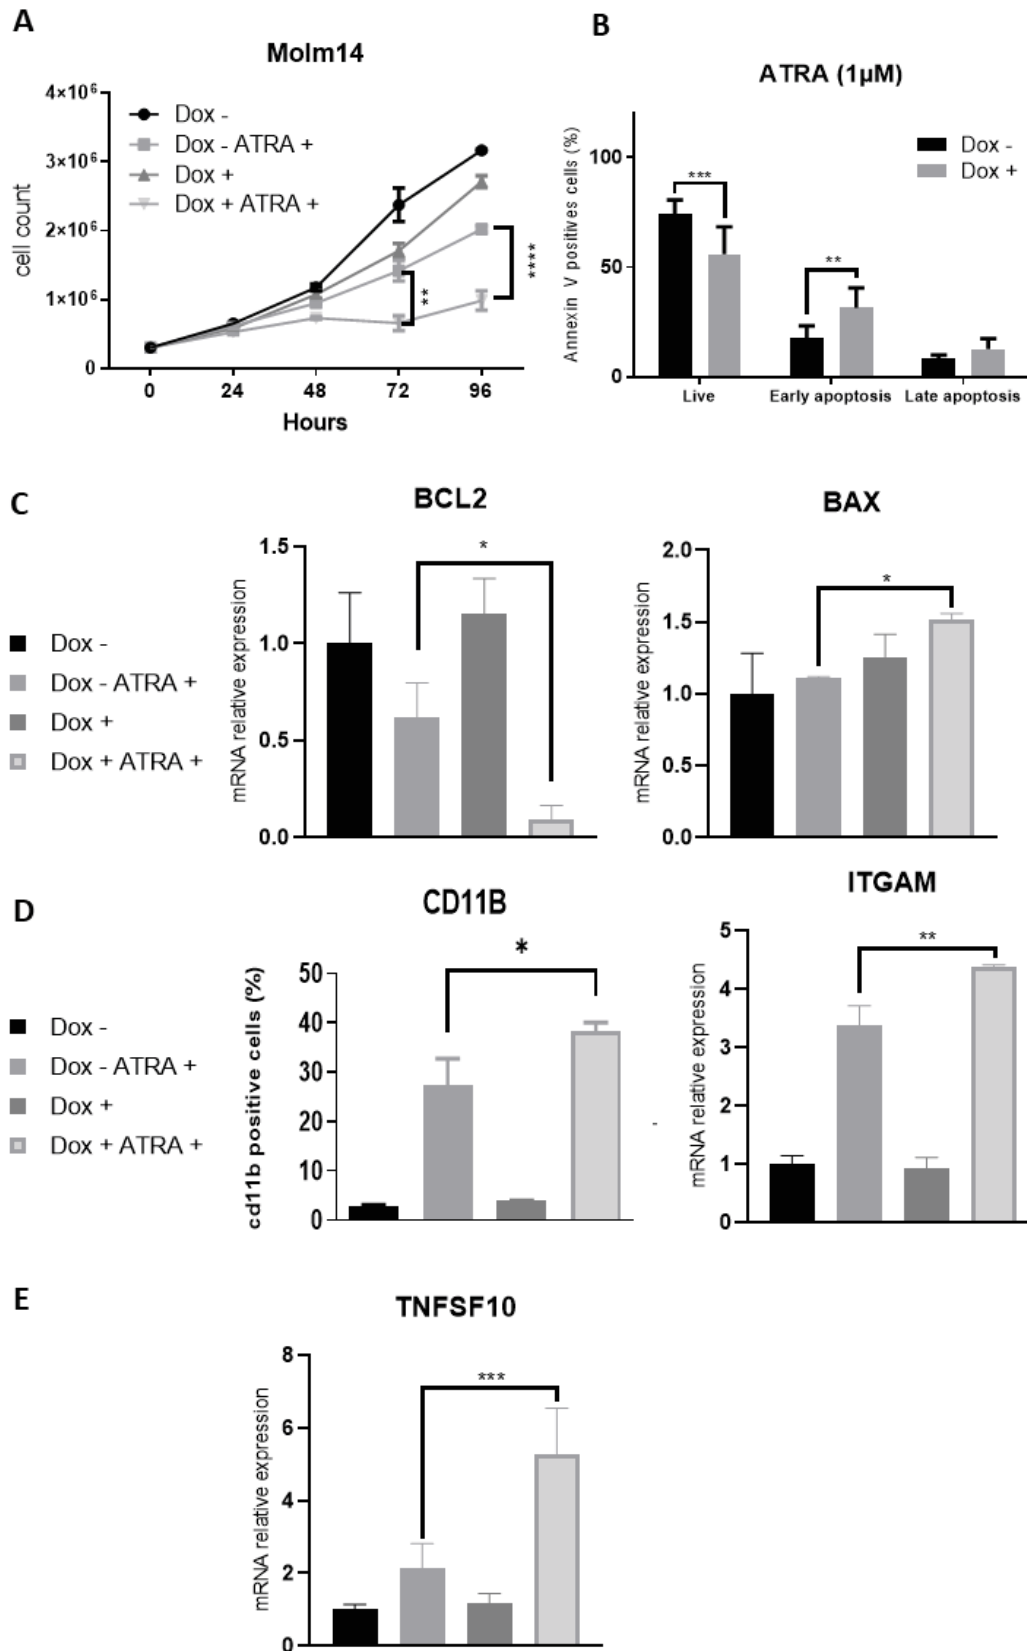 A
Molm14
4×10⁶
3×10⁶
2×10⁶
1×10⁶
0
cell count
Dox -
Dox - ATRA +
Dox +
Dox + ATRA +
**
****
0 24 48 72 96
Hours
B
ATRA (1µM)
Annexin V positives cells (%)
100
50
0
Dox -
Dox +
***
**
Live Early apoptosis Late apoptosis
C
Dox -
Dox - ATRA +
Dox +
Dox + ATRA +
BCL2
mRNA relative expression
1.5
1.0
0.5
0.0
*
BAX
mRNA relative expression
2.0
1.5
1.0
0.5
0.0
*
D
Dox -
Dox - ATRA +
Dox +
Dox + ATRA +
CD11B
cd11b positive cells (%)
50
40
30
20
10
0
*
-
ITGAM
mRNA relative expression
5
4
3
2
1
0
**
E
TNFSF10
mRNA relative expression
8
6
4
2
0
***